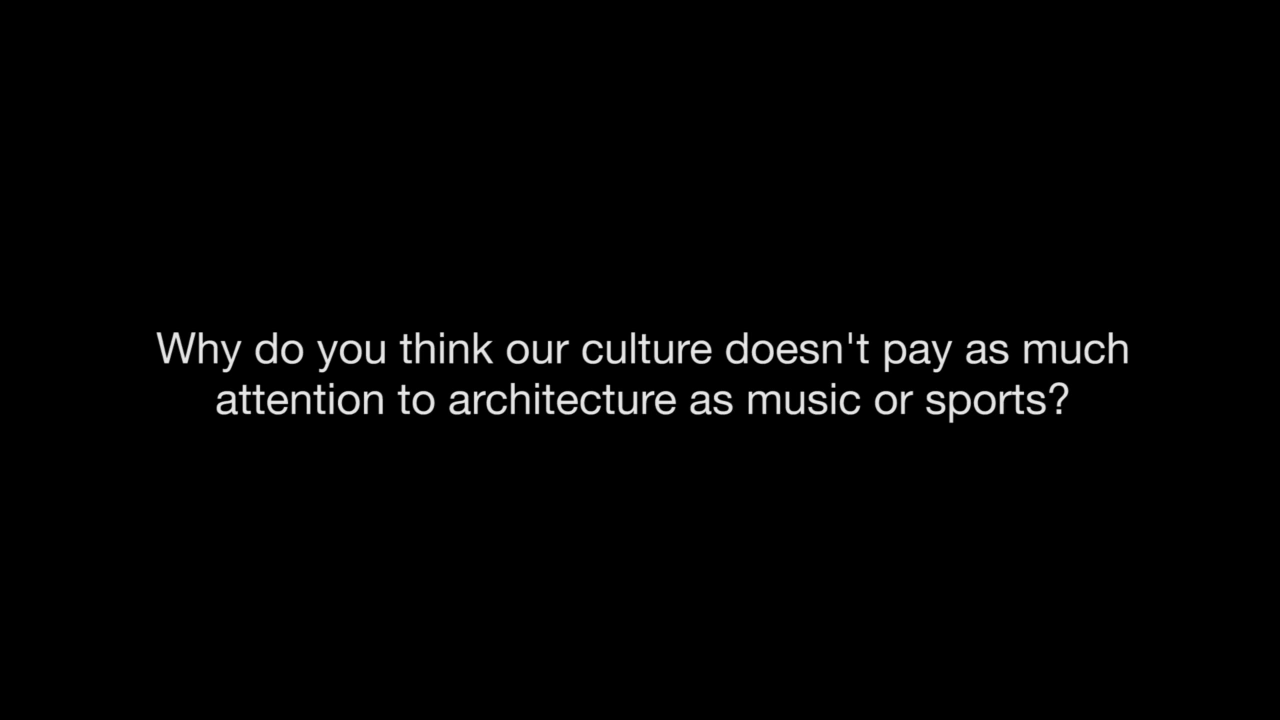 Why do you think our culture doesn't pay as much
attention to architecture as music or sports?